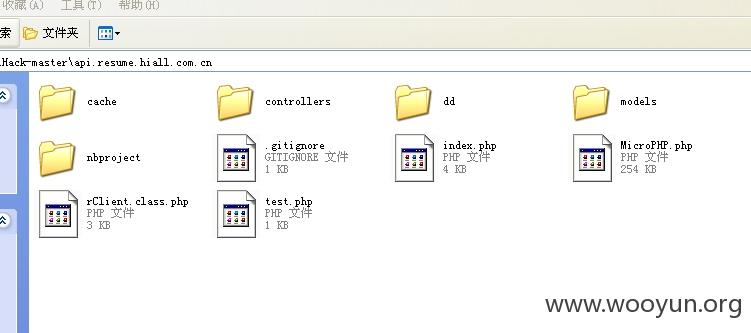 收藏(A) 工具(T) 帮助(H)
索 文件夹
Hack-master\api.resume.hiall.com.cn
cache
controllers
dd
models
nbproject
.gitignore
GITIGNORE 文件
1 KB
index.php
PHP 文件
4 KB
MicroPHP.php
PHP 文件
254 KB
rClient.class.php
PHP 文件
3 KB
test.php
PHP 文件
1 KB
www.wooyun.org